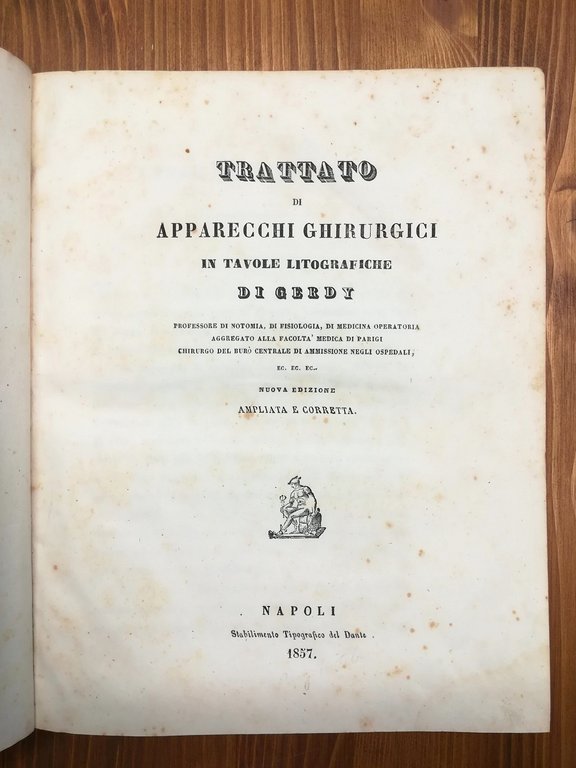 TRATTATO
DI
APPARECCHI GHIRURGICI
IN TAVOLE LITOGRAFICHE
DI GERDY
PROFESSORE DI NOTOMIA, DI FISIOLOGIA, DI MEDICINA OPERATORIA
AGGREGATO ALLA FACOLTA' MEDICA DI PARIGI
CHIRURGO DEL BURÒ CENTRALE DI AMMISSIONE NEGLI OSPEDALI,
EC. EC. EC.
NUOVA EDIZIONE
AMPLIATA E CORRETTA.
NAPOLI
Stabilimento Tipografico del Dante
1857.